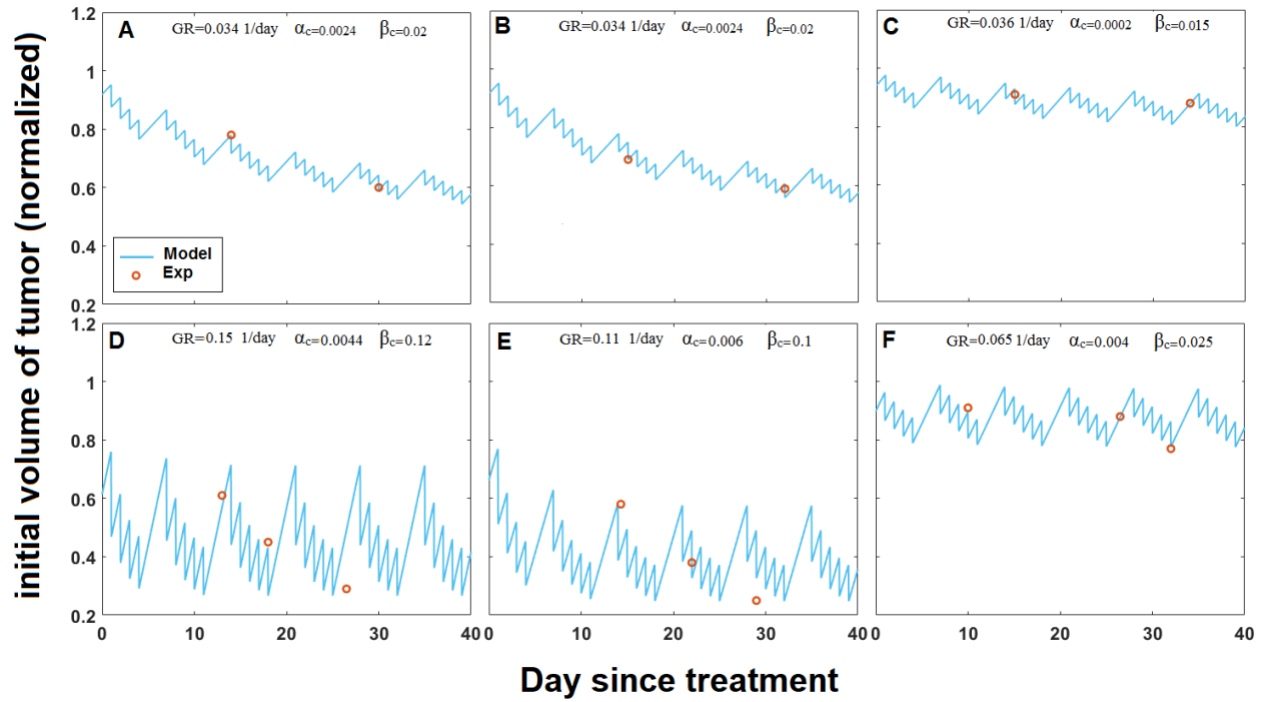 initial volume of tumor (normalized)
A GR=0.034 1/day αc=0.0024 βc=0.02
B GR=0.034 1/day αc=0.0024 βc=0.02
C GR=0.036 1/day αc=0.0002 βc=0.015
1.2
1
0.8
0.6
0.4
0.2
Model
Exp
D GR=0.15 1/day αc=0.0044 βc=0.12
E GR=0.11 1/day αc=0.006 βc=0.1
F GR=0.065 1/day αc=0.004 βc=0.025
1.2
1
0.8
0.6
0.4
0.2
0 10 20 30 40 0 10 20 30 40 0 10 20 30 40
Day since treatment